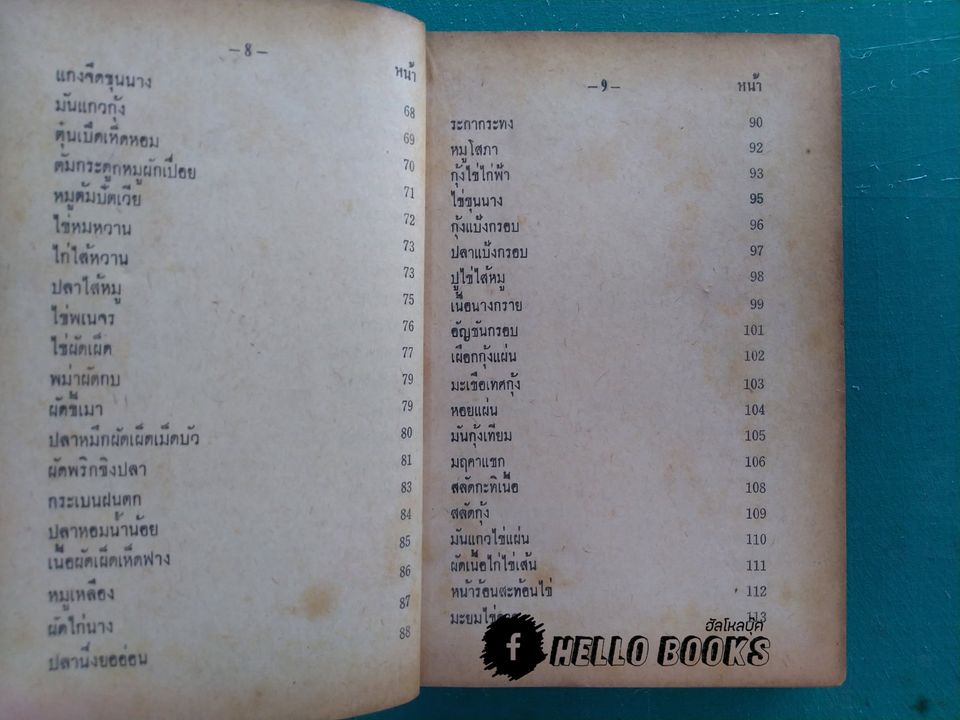 — 8 —
หน้า
แกงจืดขุนนาง
มันแกวกุ้ง 68
ตุ๋นเป็ดเห็ดหอม 69
ต้มกระดูกหมูผักเปื่อย 70
หมูต้มบัดเวีย 71
ไข่หมหวาน 72
ไก่ไส้หวาน 73
ปลาไส้หมู 73
ไข่พเนจร 75
ไข่ผัดเผ็ด 76
พม่าผัดกบ 77
ผัดขี้เมา 79
ปลาหมึกผัดเผ็ดเม็ดบัว 79
ผัดพริกขิงปลา 80
กระเบนฝนตก 81
ปลาหอมน้ำน้อย 83
เนื้อผัดเผ็ดเห็ดฟาง 84
หมูเหลือง 85
ผัดไก่นาง 86
ปลานึ่งยอฮ่อน 87
88
— 9 —
หน้า
ระกากระทง 90
หมูโสภา 92
กุ้งไข่ไก่ฟ้า 93
ไข่ขุนนาง 95
กุ้งแป้งกรอบ 96
ปลาแป้งกรอบ 97
ปูไข่ไส้หมู 98
เนื้อนางกราย 99
อัญชันกรอบ 101
เผือกกุ้งแผ่น 102
มะเขือเทศกุ้ง 103
หอยแผ่น 104
มันกุ้งเทียม 105
มฤคาแขก 106
สลัดกะทิเนื้อ 108
สลัดกุ้ง 109
มันแกวไข่แผ่น 110
ผัดเนื้อไก่ไข่เส้น 111
หน้าร้อนสะท้อนไข่ 112
มะยมไข่ 113
ฮัลโหลบุ๊ค
f HELLO BOOKS